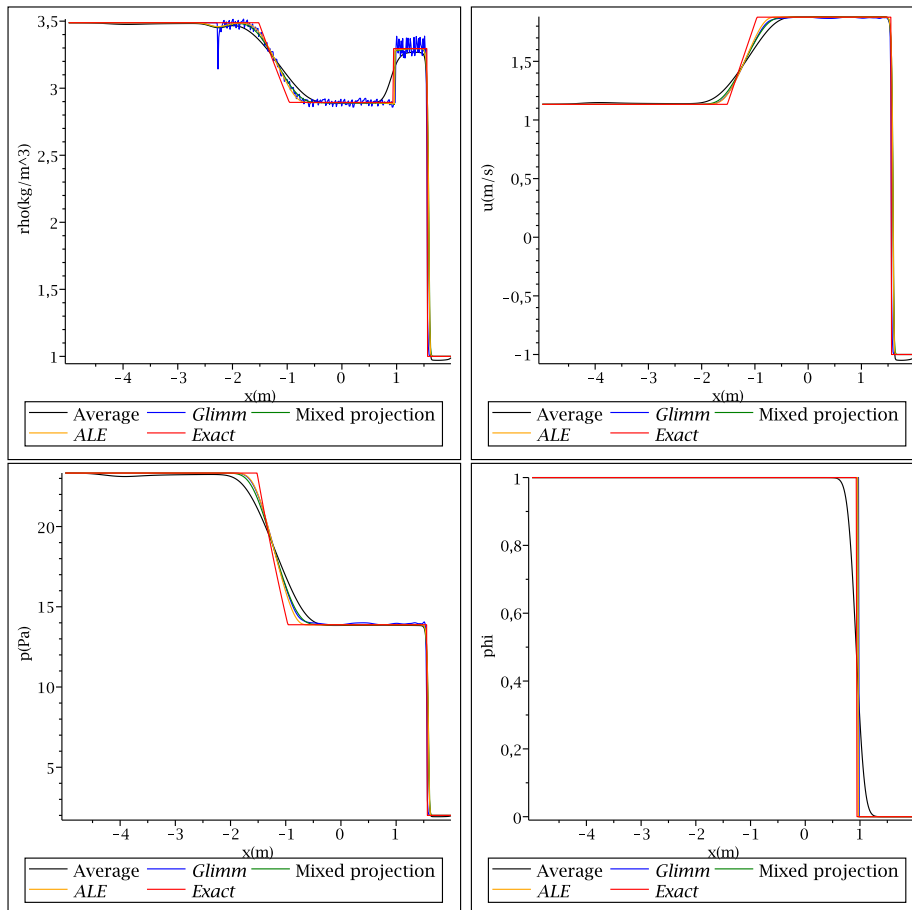 3,5
3
2,5
2
1,5
1
rho(kg/m^3)
-4 -3 -2 -1 0 1
x(m)
Average Glimm Mixed projection
ALE Exact
1,5
1
0,5
0
-0,5
-1
u(m/s)
-4 -3 -2 -1 0 1
x(m)
Average Glimm Mixed projection
ALE Exact
20
15
10
5
p(Pa)
-4 -3 -2 -1 0 1
x(m)
Average Glimm Mixed projection
ALE Exact
1
0,8
0,6
0,4
0,2
0
phi
-4 -3 -2 -1 0 1
x(m)
Average Glimm Mixed projection
ALE Exact